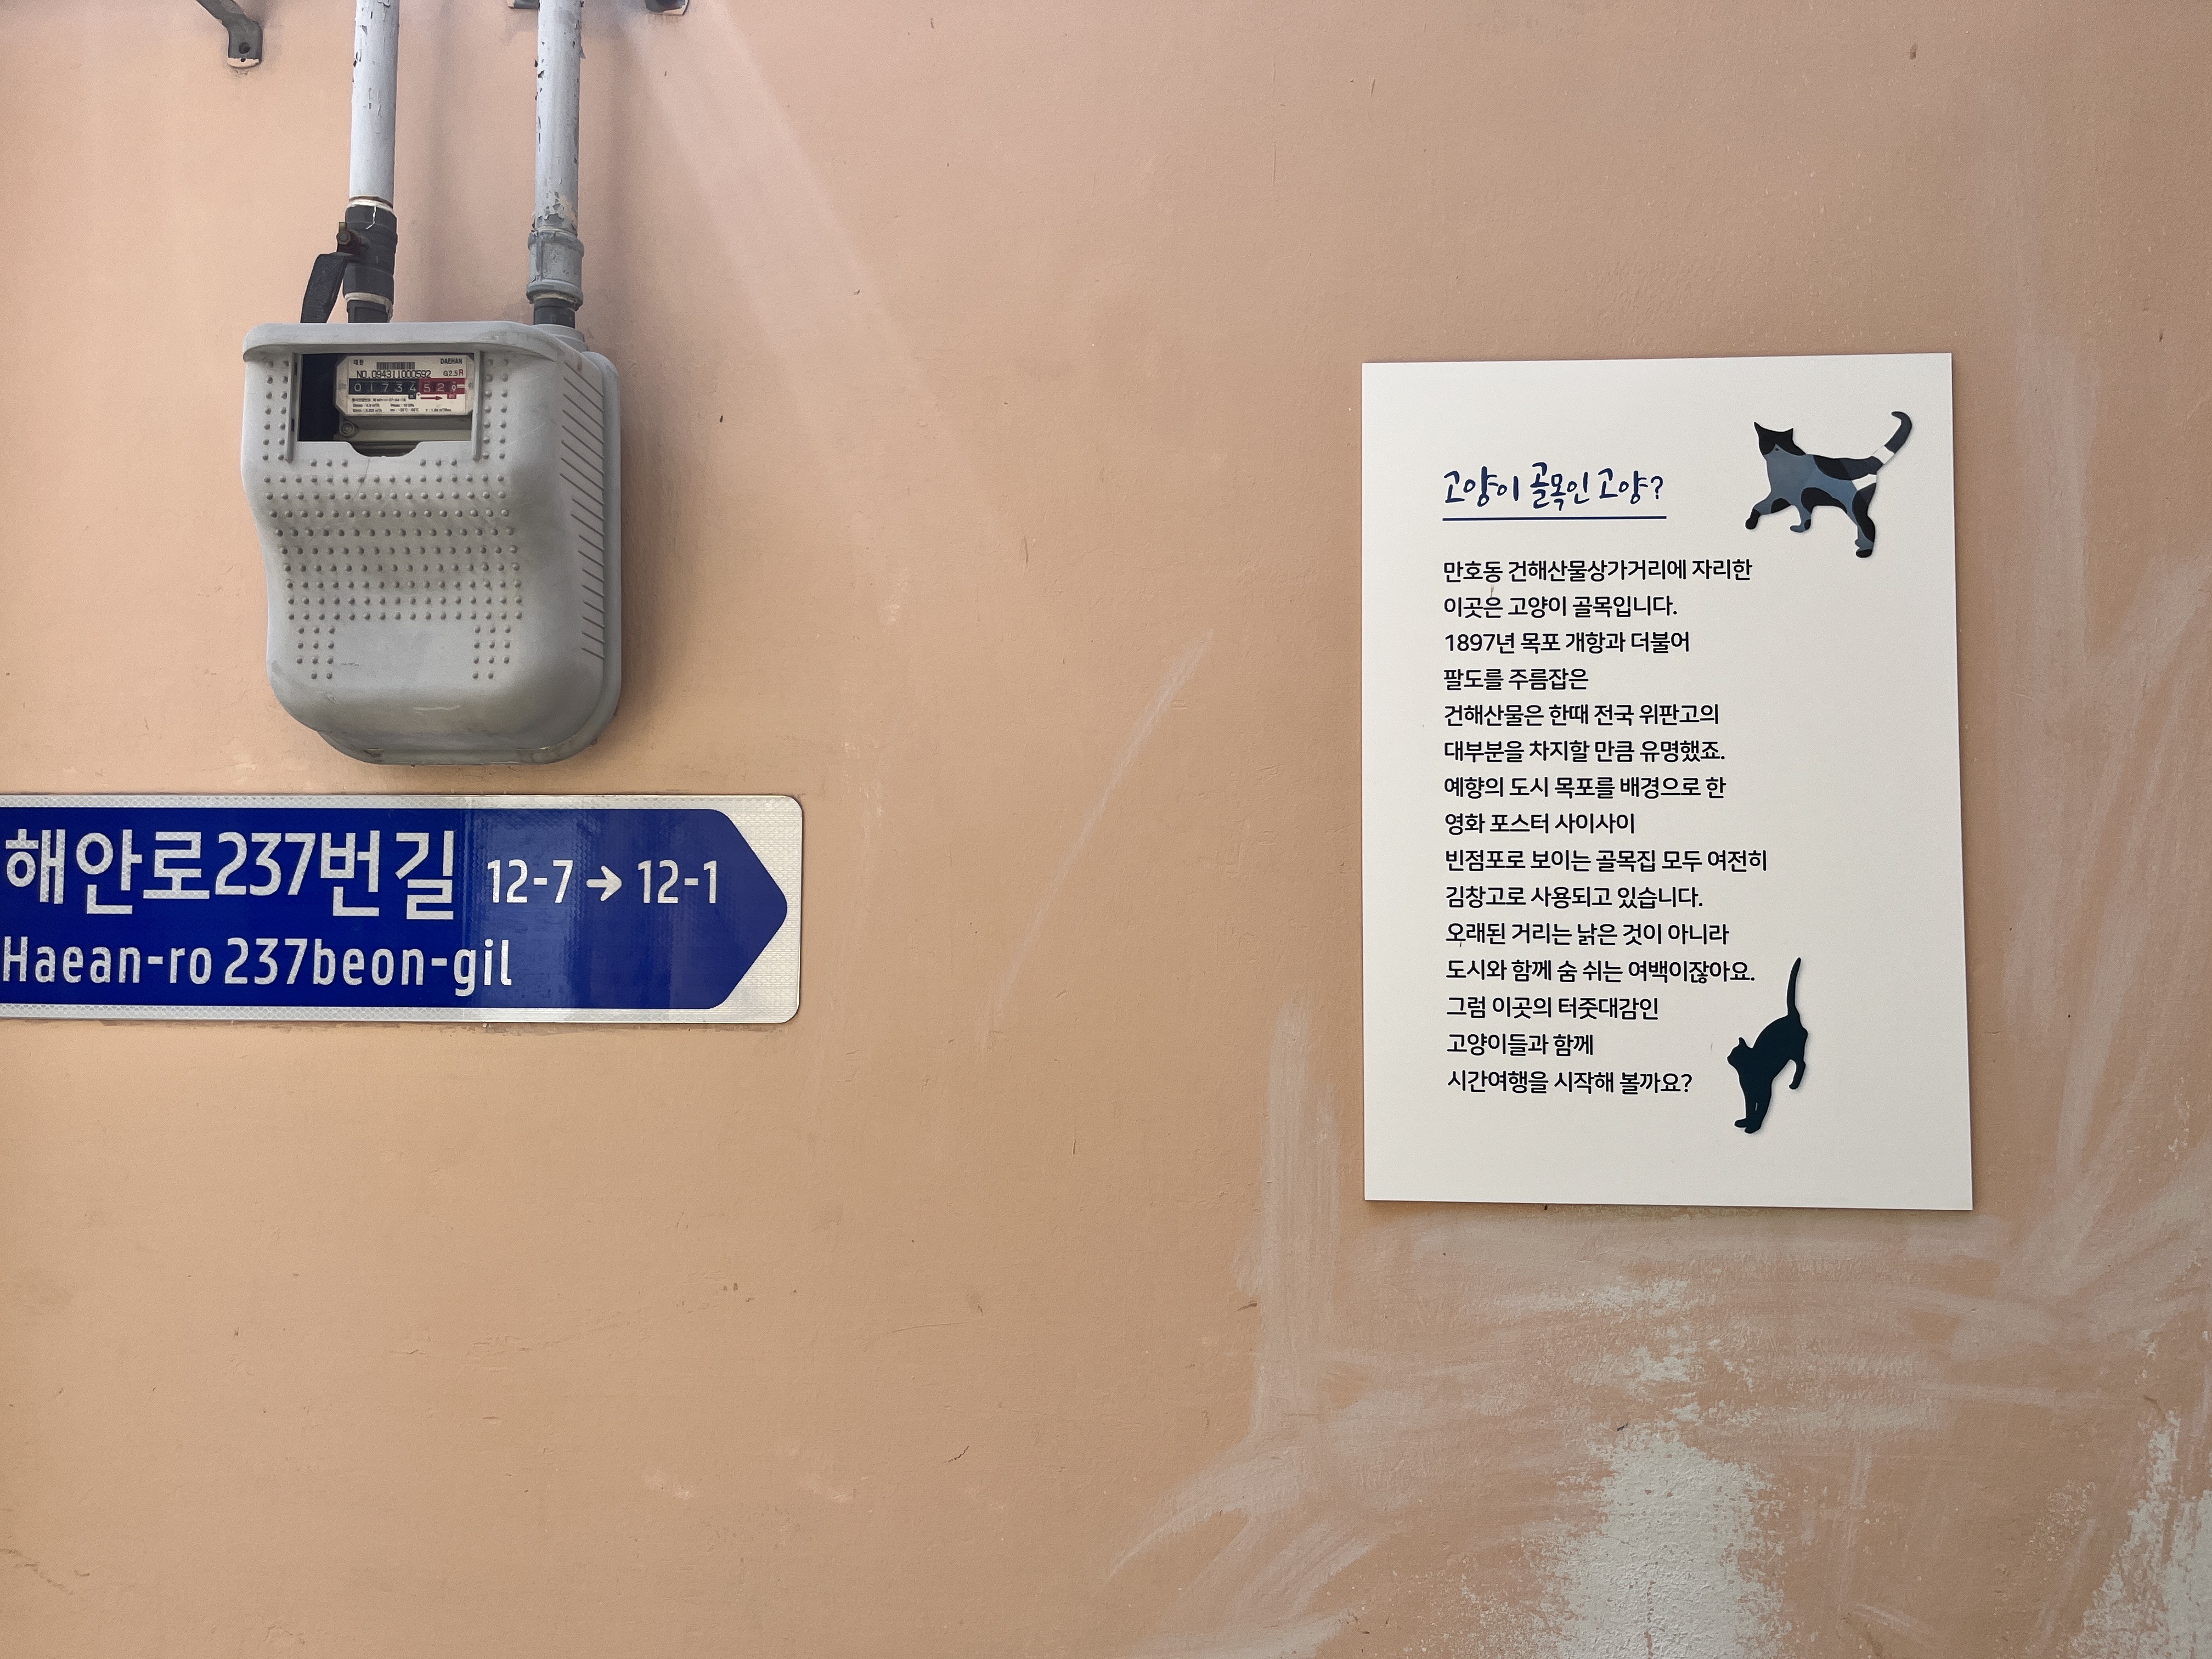 대한 DAEHAN
G2.5R
0173452
해안로237번길 12-7 → 12-1
Haean-ro 237beon-gil
고양이 골목인고양?
만호동 건해산물상가거리에 자리한
이곳은 고양이 골목입니다.
1897년 목포 개항과 더불어
팔도를 주름잡은
건해산물은 한때 전국 위판고의
대부분을 차지할 만큼 유명했죠.
예향의 도시 목포를 배경으로 한
영화 포스터 사이사이
빈점포로 보이는 골목집 모두 여전히
김창고로 사용되고 있습니다.
오래된 거리는 낡은 것이 아니라
도시와 함께 숨 쉬는 여백이잖아요.
그럼 이곳의 터줏대감인
고양이들과 함께
시간여행을 시작해 볼까요?